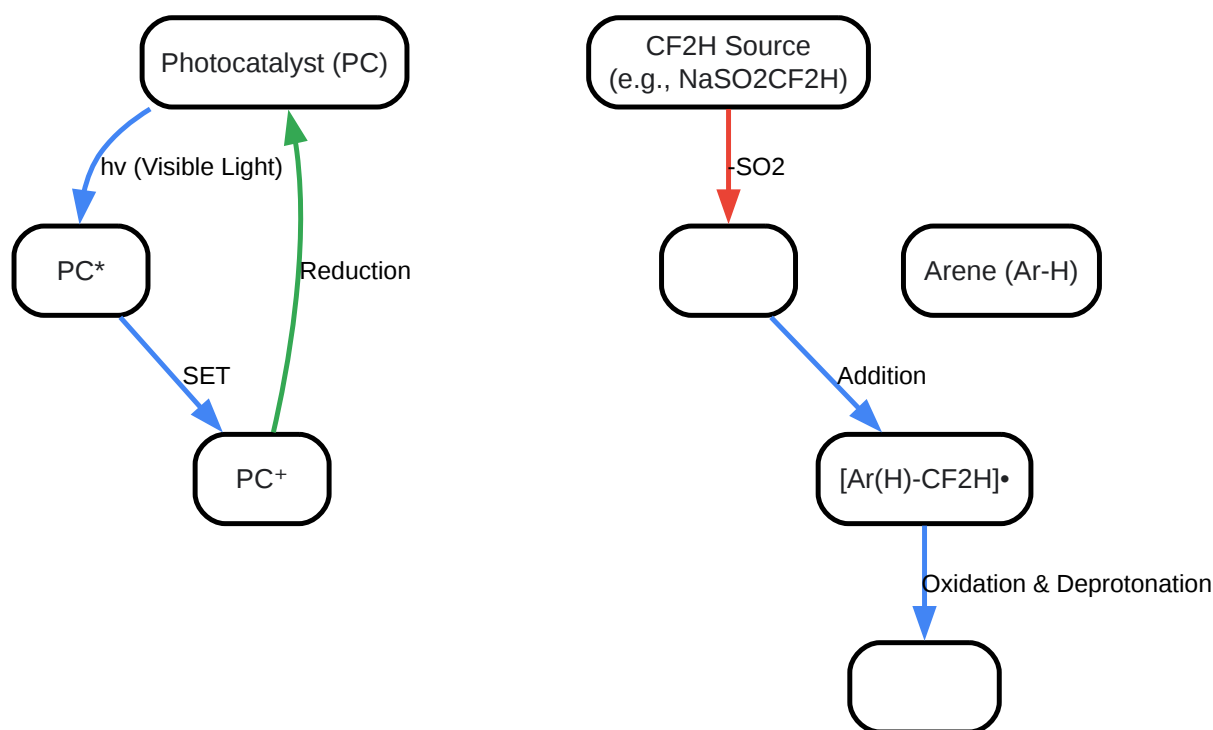 Photocatalyst (PC)
CF2H Source
(e.g., NaSO2CF2H)
hv (Visible Light)
-SO2
PC*
Reduction
Arene (Ar-H)
SET
Addition
PC⁺
[Ar(H)-CF2H]•
Oxidation & Deprotonation